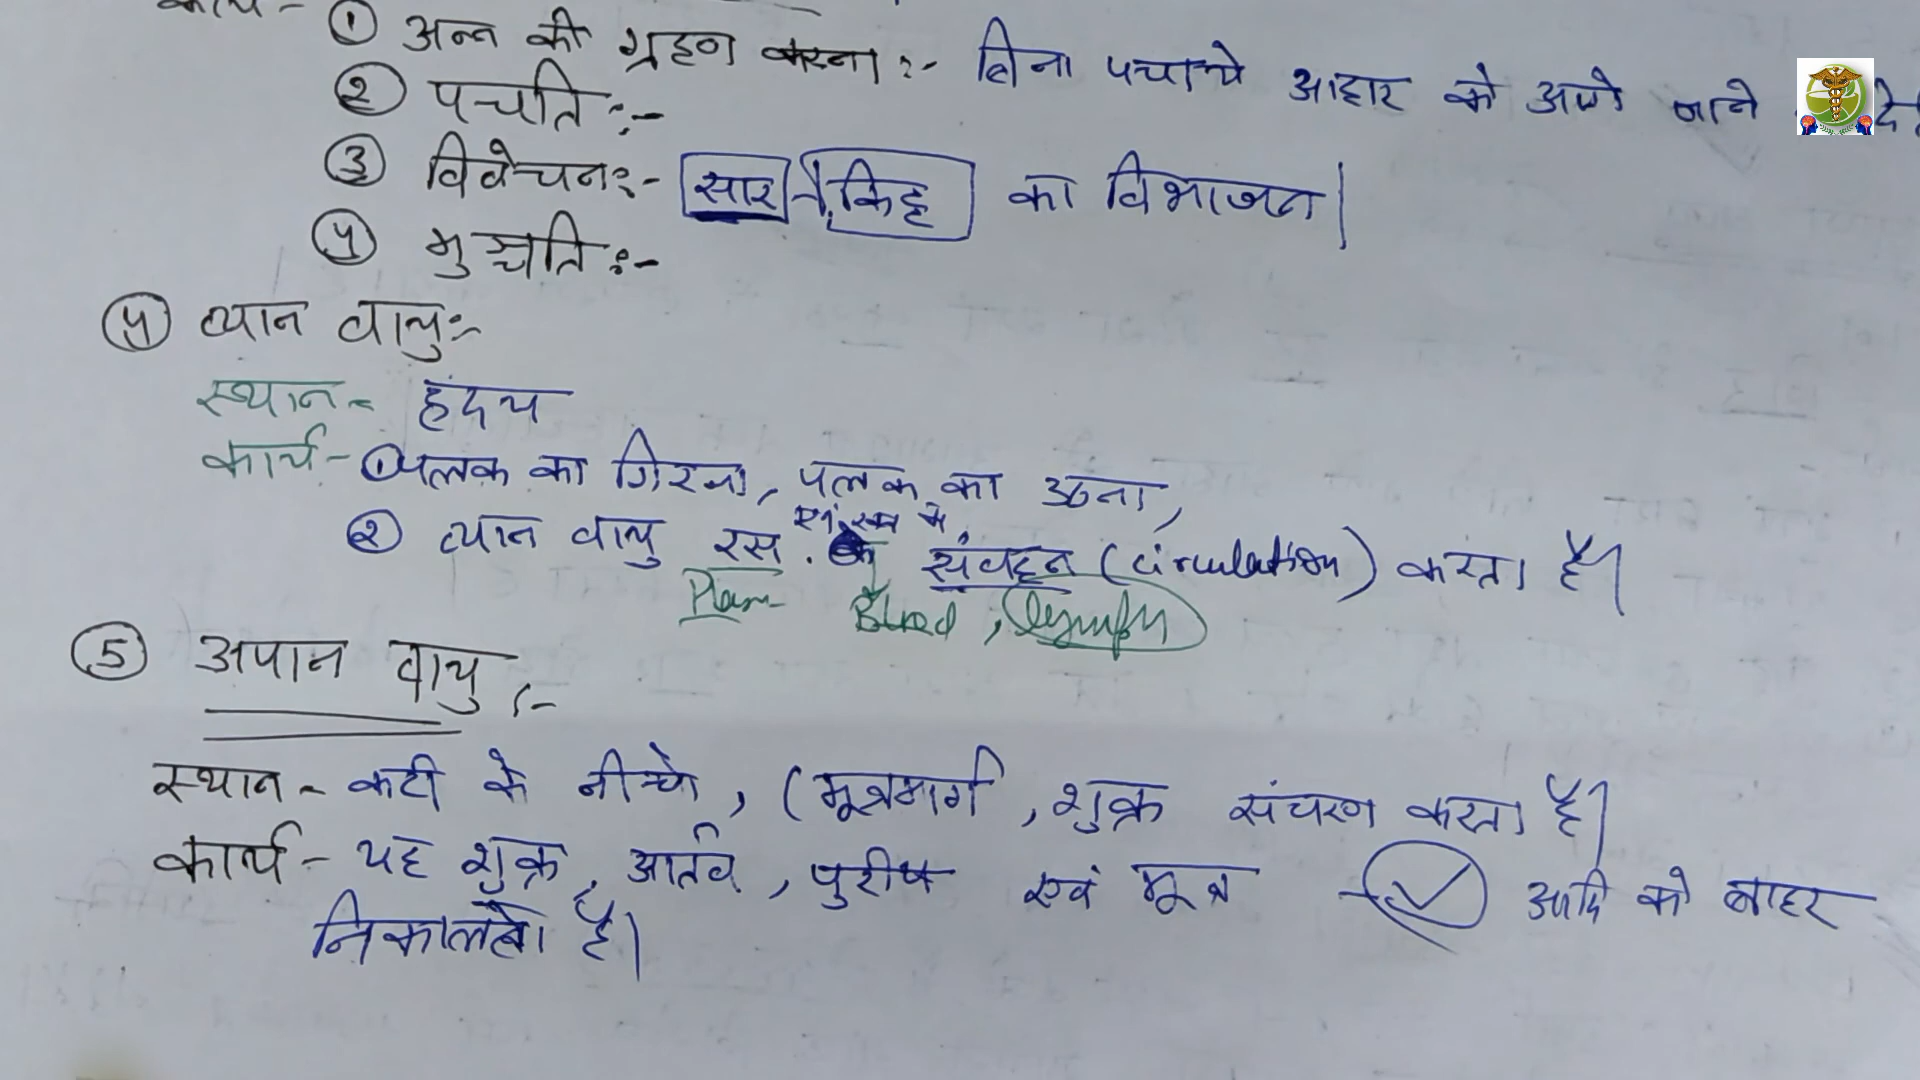 कार्य - ① अन्न को ग्रहण करना :- बिना पचाये आहार को आगे जाने
② पचति :-
③ विवेचन :- सार + किट्ट का विभाजन।
④ मुञ्चति :-
④ व्यान वायु :-
स्थान - हृदय
कार्य - ① पलक का गिरना, पलक का उठना,
② व्यान वायु रस एवं रक्त में संवहन (circulation) करता है।
Blood, Lymph
⑤ अपान वायु :-
स्थान - कटी के नीचे, (मूत्रमार्ग, शुक्र संचरण करता है।
कार्य - यह शुक्र, आर्तव, पुरीष एवं मूत्र आदि को बाहर
निकालता है।